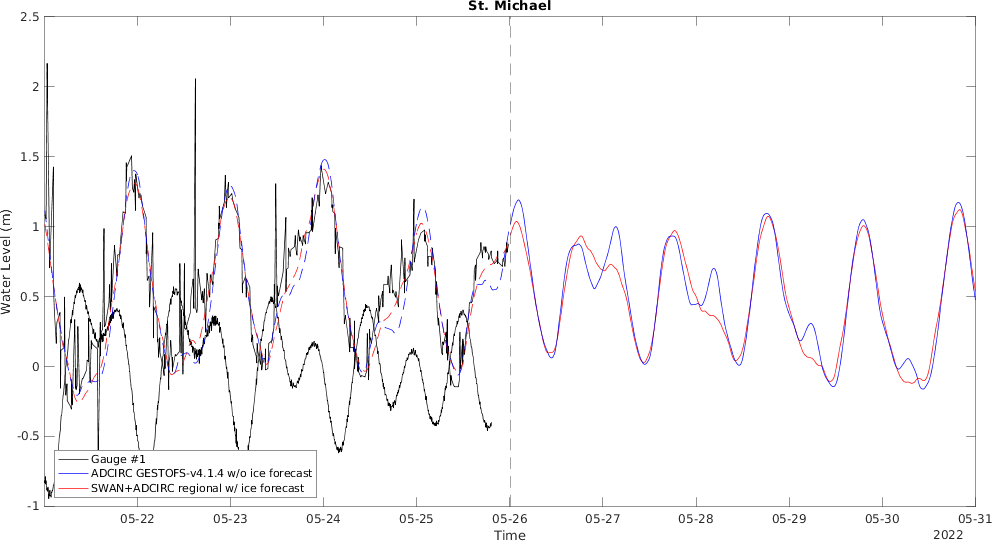 St. Michael
2.5
2
1.5
1
0.5
0
-0.5
-1
Water Level (m)
Gauge #1
ADCIRC GESTOFS-v4.1.4 w/o ice forecast
SWAN+ADCIRC regional w/ ice forecast
05-22 05-23 05-24 05-25 05-26 05-27 05-28 05-29 05-30 05-31
Time
2022